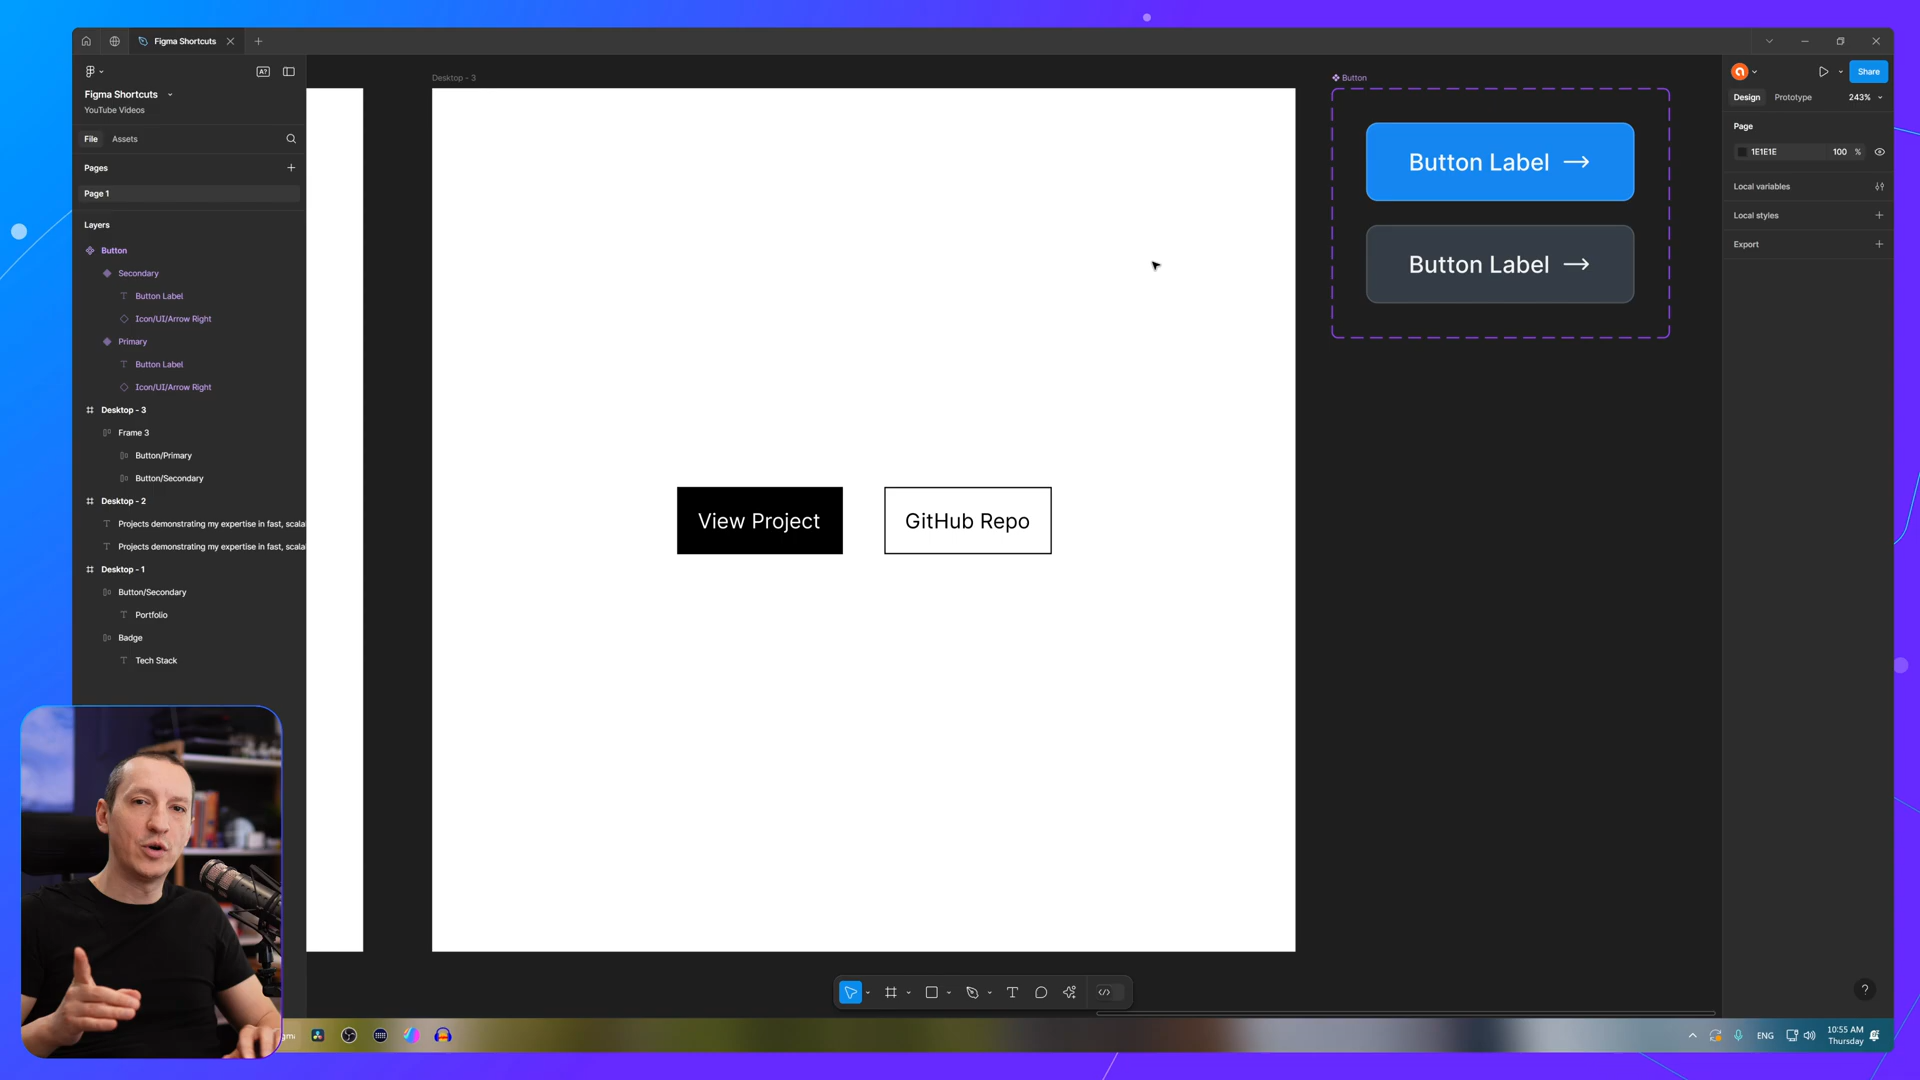 Figma Shortcuts
Figma Shortcuts
YouTube Videos
File
Assets
Pages
Page 1
Layers
Button
Secondary
Button Label
Icon/UI/Arrow Right
Primary
Button Label
Icon/UI/Arrow Right
Desktop - 3
Frame 3
Button/Primary
Button/Secondary
Desktop - 2
Projects demonstrating my expertise in fast, scala
Projects demonstrating my expertise in fast, scala
Desktop - 1
Button/Secondary
Portfolio
Badge
Tech Stack
Desktop - 3
View Project
GitHub Repo
Button
Button Label
Button Label
Share
Design
Prototype
243%
Page
1E1E1E
100
%
Local variables
Local styles
Export
A?
?
ENG
10:55 AM
Thursday